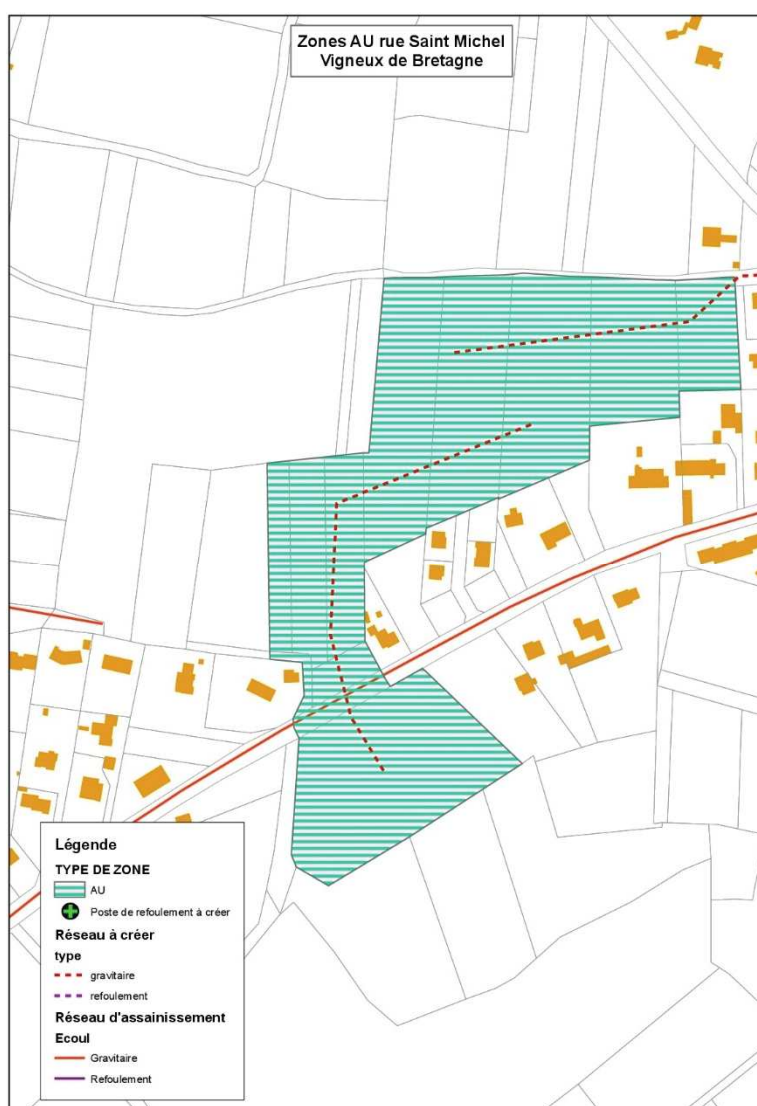 Zones AU rue Saint Michel
Vigneux de Bretagne
Légende
TYPE DE ZONE
AU
Poste de refoulement à créer
Réseau à créer
type
gravitaire
refoulement
Réseau d'assainissement
Ecoul
Gravitaire
Refoulement